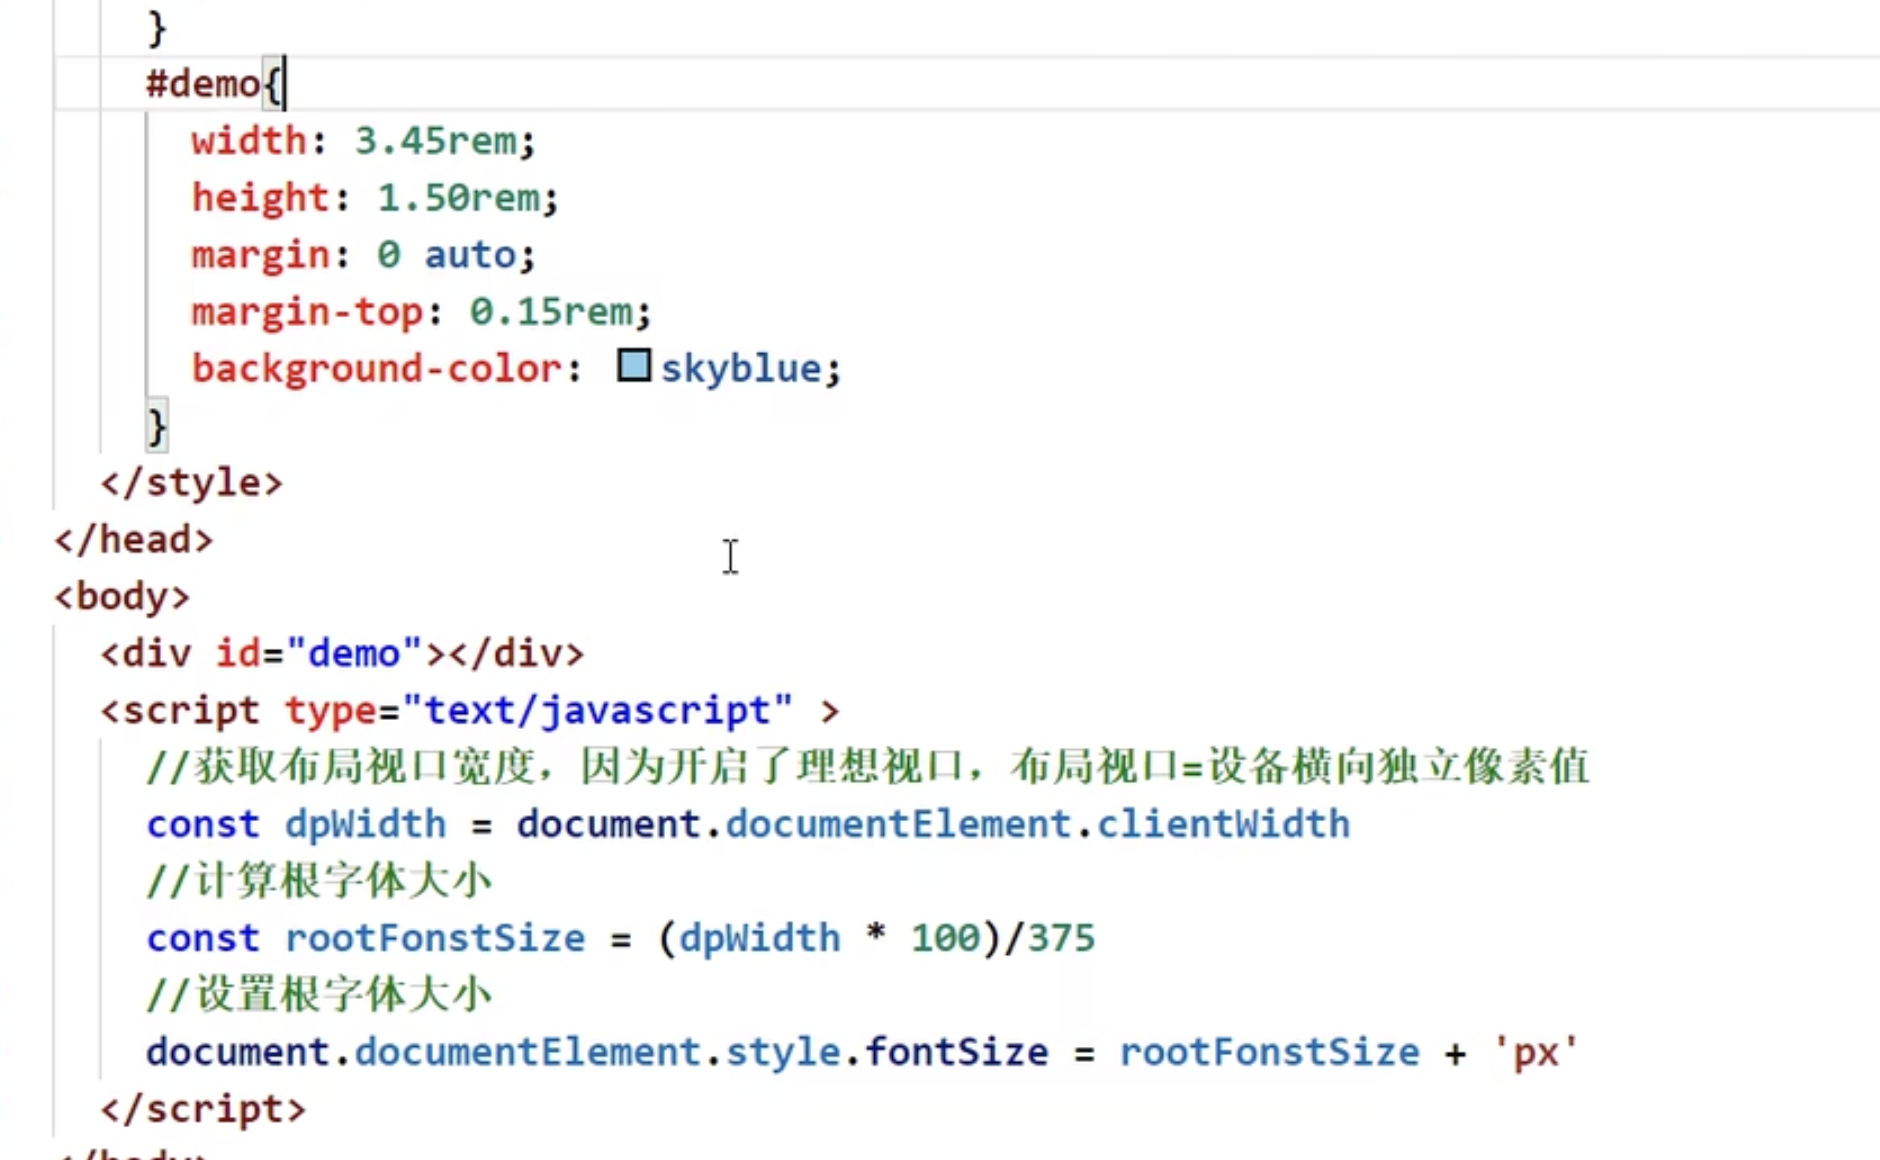 }
#demo{
width: 3.45rem;
height: 1.50rem;
margin: 0 auto;
margin-top: 0.15rem;
background-color: skyblue;
}
</style>
</head>
<body>
<div id="demo"></div>
<script type="text/javascript" >
//获取布局视口宽度，因为开启了理想视口，布局视口=设备横向独立像素值
const dpWidth = document.documentElement.clientWidth
//计算根字体大小
const rootFonstSize = (dpWidth * 100)/375
//设置根字体大小
document.documentElement.style.fontSize = rootFonstSize + 'px'
</script>